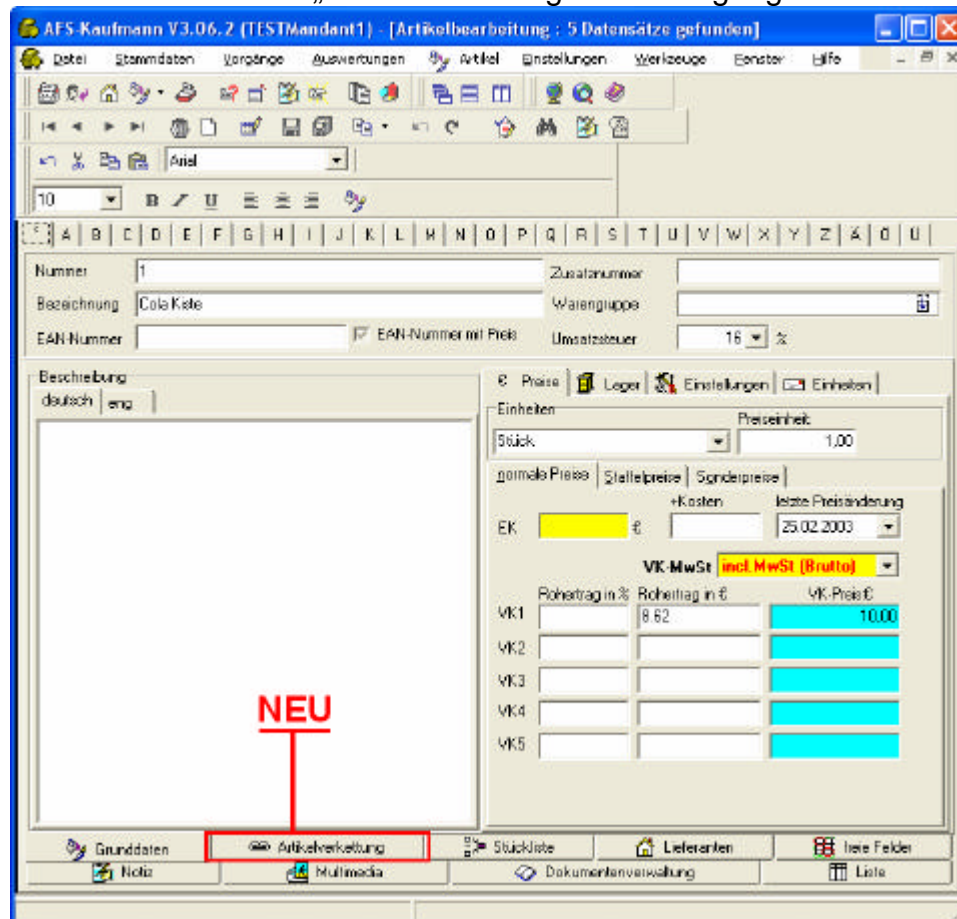 AFS-Kaufmann V3.06.2 (TESTMandant1) - [Artikelbearbeitung : 5 Datensätze gefunden]
Datei Stammdaten Vorgänge Auswertungen Artikel Einstellungen Werkzeuge Fenster Hilfe
Arial
10 B I U
A B C D E F G H I J K L M N O P Q R S T U V W X Y Z Ä Ö Ü
Nummer 1 Zusatznummer
Bezeichnung Cola Kiste Warengruppe
EAN-Nummer EAN-Nummer mit Preis Umsatzsteuer 16 %
Beschreibung € Preise Lager Einstellungen Einheiten
deutsch eng
Einheiten Preiseinheit:
Stück 1,00
normale Preise Staffelpreise Sonderpreise
+Kosten letzte Preisänderung
EK € 25.02.2003
VK-MwSt incl.MwSt (Brutto)
Rohertrag in % Rohertrag in € VK-Preis €
VK1 8.62 10.00
VK2
VK3
VK4
VK5
NEU
Grunddaten Artikelverkettung Stückliste Lieferanten freie Felder
Notiz Multimedia Dokumentenverwaltung Liste